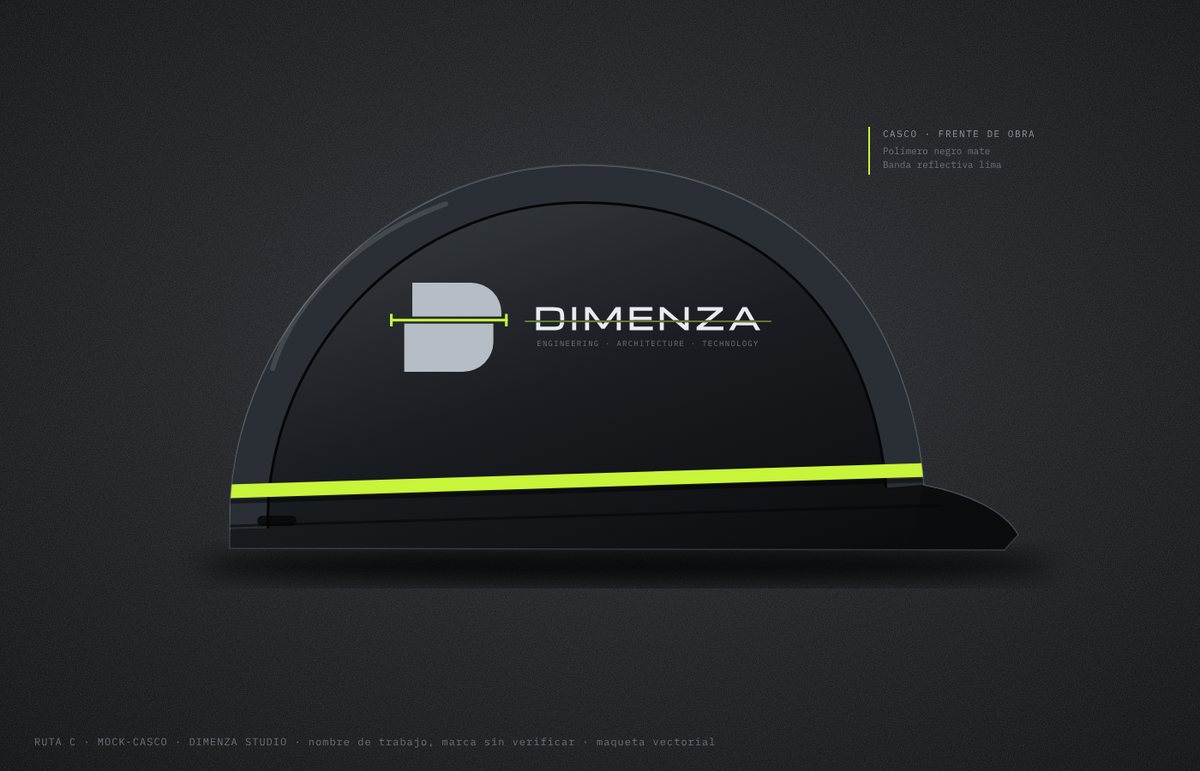 CASCO · FRENTE DE OBRA
Polímero negro mate
Banda reflectiva lima
DIMENZA
ENGINEERING · ARCHITECTURE · TECHNOLOGY
RUTA C · MOCK-CASCO · DIMENZA STUDIO · nombre de trabajo, marca sin verificar · maqueta vectorial